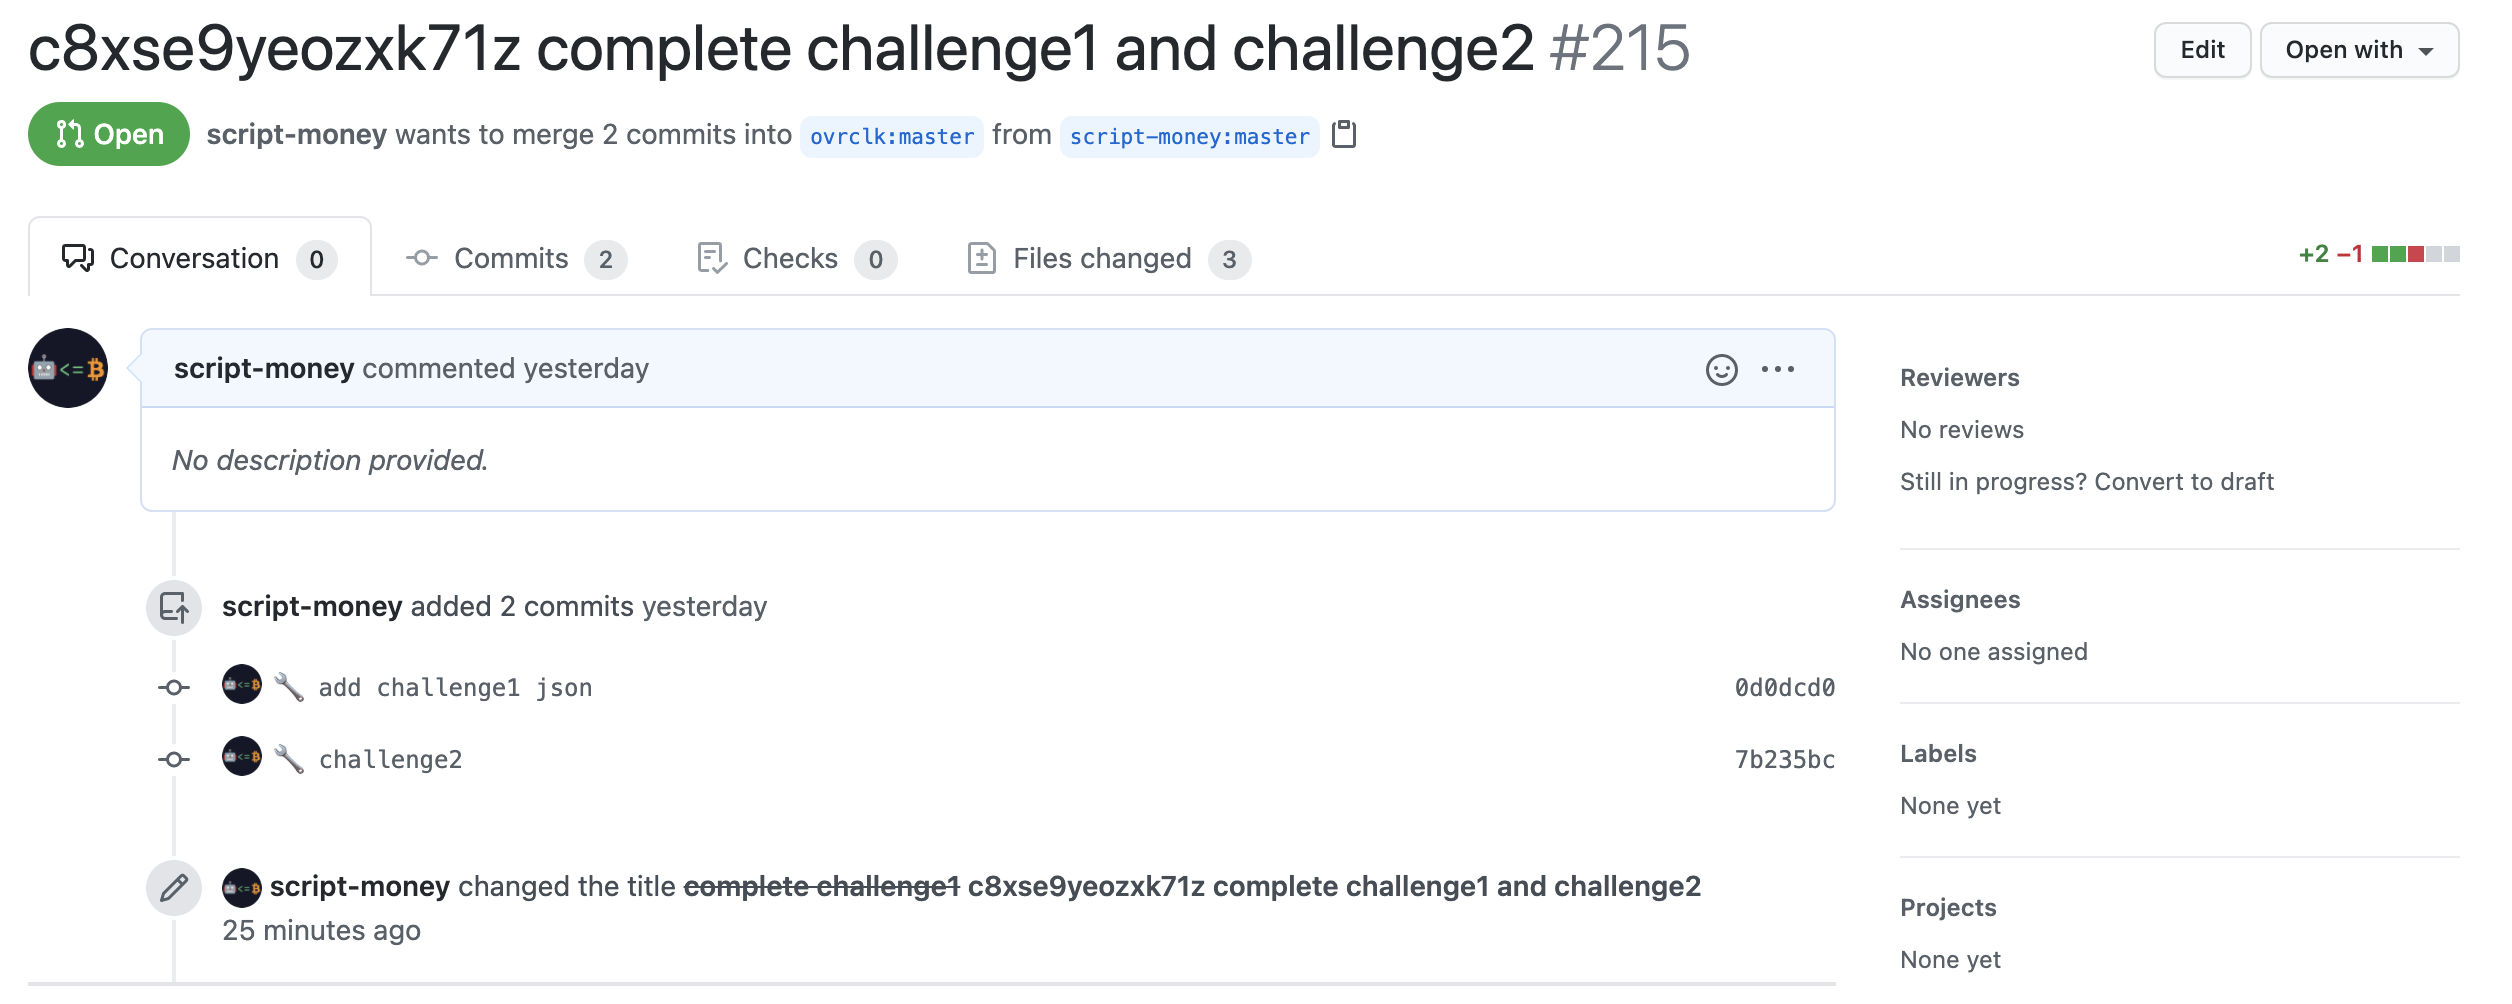 c8xse9yeozxk71z complete challenge1 and challenge2 #215
Edit
Open with
Open
script-money wants to merge 2 commits into ovrclk:master from script-money:master
Conversation 0
Commits 2
Checks 0
Files changed 3
+2 −1
script-money commented yesterday
No description provided.
script-money added 2 commits yesterday
add challenge1 json 0d0dcd0
challenge2 7b235bc
script-money changed the title complete challenge1 c8xse9yeozxk71z complete challenge1 and challenge2
25 minutes ago
Reviewers
No reviews
Still in progress? Convert to draft
Assignees
No one assigned
Labels
None yet
Projects
None yet